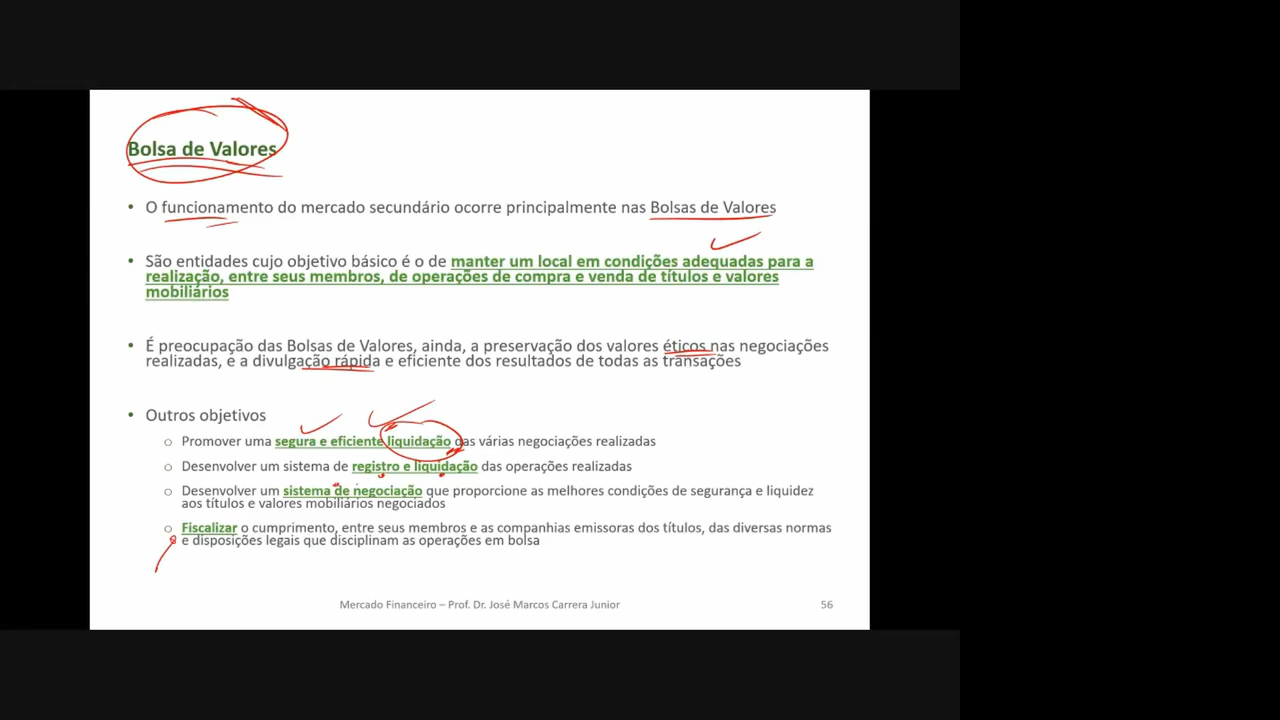 Bolsa de Valores
• O funcionamento do mercado secundário ocorre principalmente nas Bolsas de Valores
• São entidades cujo objetivo básico é o de manter um local em condições adequadas para a
realização, entre seus membros, de operações de compra e venda de títulos e valores
mobiliários
• É preocupação das Bolsas de Valores, ainda, a preservação dos valores éticos nas negociações
realizadas, e a divulgação rápida e eficiente dos resultados de todas as transações
• Outros objetivos
o Promover uma segura e eficiente liquidação das várias negociações realizadas
o Desenvolver um sistema de registro e liquidação das operações realizadas
o Desenvolver um sistema de negociação que proporcione as melhores condições de segurança e liquidez
aos títulos e valores mobiliários negociados
o Fiscalizar o cumprimento, entre seus membros e as companhias emissoras dos títulos, das diversas normas
e disposições legais que disciplinam as operações em bolsa
Mercado Financeiro – Prof. Dr. José Marcos Carrera Junior 56